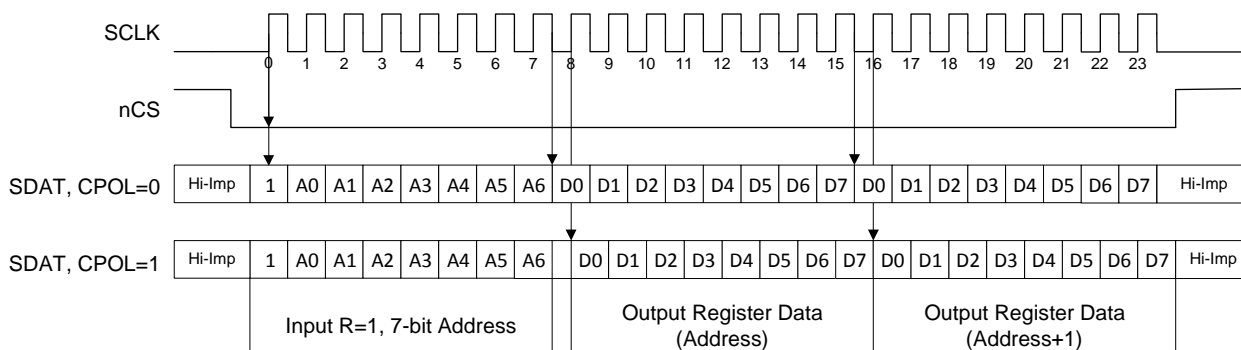 SCLK
0 1 2 3 4 5 6 7 8 9 10 11 12 13 14 15 16 17 18 19 20 21 22 23
nCS
SDAT, CPOL=0 Hi-Imp 1 A0 A1 A2 A3 A4 A5 A6 D0 D1 D2 D3 D4 D5 D6 D7 D0 D1 D2 D3 D4 D5 D6 D7 Hi-Imp
SDAT, CPOL=1 Hi-Imp 1 A0 A1 A2 A3 A4 A5 A6 D0 D1 D2 D3 D4 D5 D6 D7 D0 D1 D2 D3 D4 D5 D6 D7 Hi-Imp
Input R=1, 7-bit Address
Output Register Data
(Address)
Output Register Data
(Address+1)